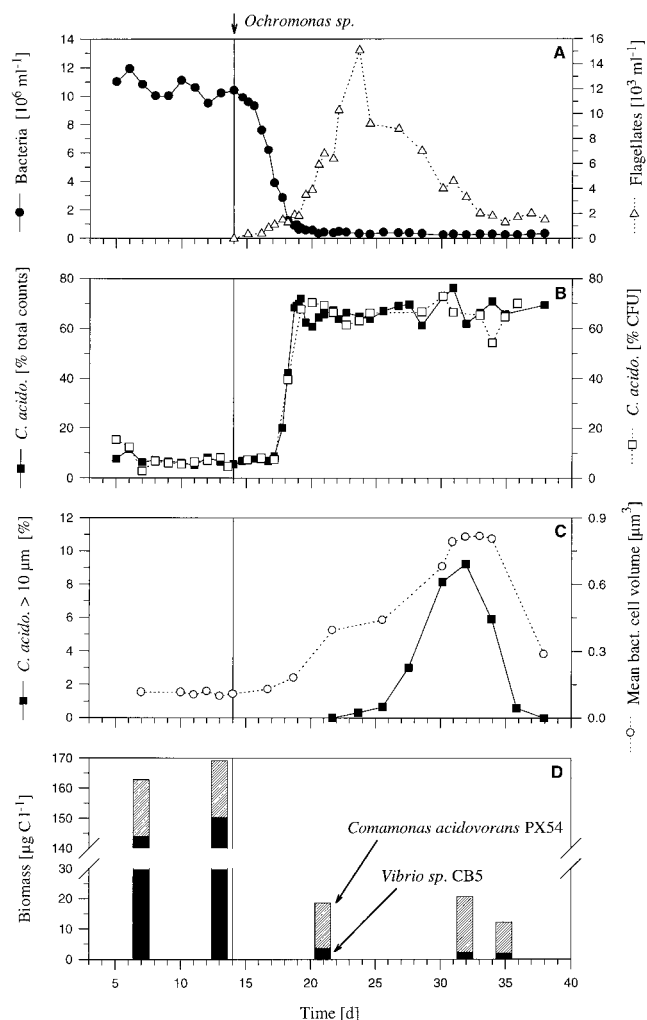 Ochromonas sp.
A
Bacteria [10⁶ ml⁻¹]
14
12
10
8
6
4
2
0
16
14
12
10
8
6
4
2
0
Flagellates [10³ ml⁻¹]
B
C. acido. [% total counts]
80
60
40
20
0
80
60
40
20
0
C. acido. [% CFU]
C
C. acido. > 10 µm [%]
12
10
8
6
4
2
0
0.9
0.6
0.3
0.0
Mean bact. cell volume [µm³]
D
Biomass [µg C l⁻¹]
170
160
150
140
30
20
10
0
Comamonas acidovorans PX54
Vibrio sp. CB5
5 10 15 20 25 30 35 40
Time [d]